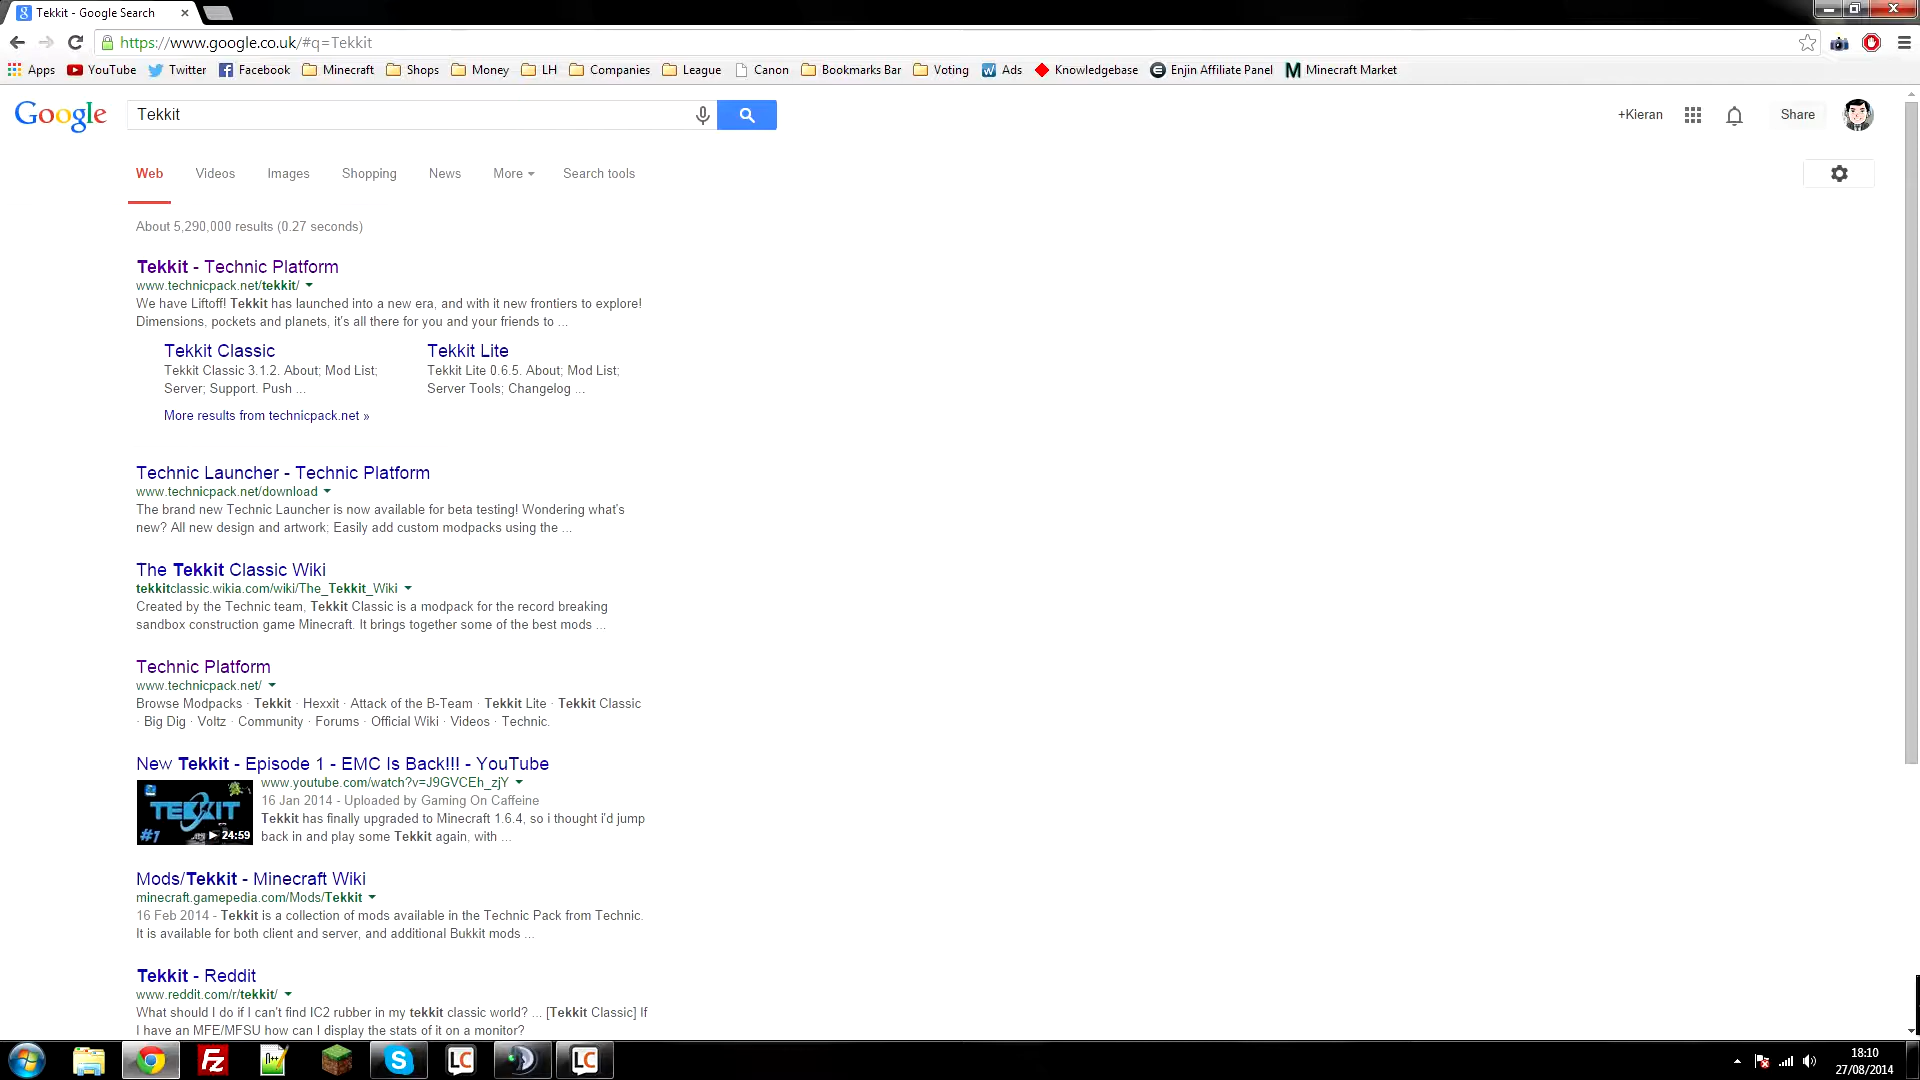 Tekkit - Google Search
https://www.google.co.uk/#q=Tekkit
Apps YouTube Twitter Facebook Minecraft Shops Money LH Companies League Canon Bookmarks Bar Voting Ads Knowledgebase Enjin Affiliate Panel Minecraft Market
Google Tekkit +Kieran Share
Web Videos Images Shopping News More Search tools
About 5,290,000 results (0.27 seconds)
Tekkit - Technic Platform
www.technicpack.net/tekkit/
We have Liftoff! Tekkit has launched into a new era, and with it new frontiers to explore!
Dimensions, pockets and planets, it's all there for you and your friends to ...
Tekkit Classic
Tekkit Classic 3.1.2. About; Mod List;
Server; Support. Push ...
Tekkit Lite
Tekkit Lite 0.6.5. About; Mod List;
Server Tools; Changelog ...
More results from technicpack.net »
Technic Launcher - Technic Platform
www.technicpack.net/download
The brand new Technic Launcher is now available for beta testing! Wondering what's
new? All new design and artwork; Easily add custom modpacks using the ...
The Tekkit Classic Wiki
tekkitclassic.wikia.com/wiki/The_Tekkit_Wiki
Created by the Technic team, Tekkit Classic is a modpack for the record breaking
sandbox construction game Minecraft. It brings together some of the best mods ...
Technic Platform
www.technicpack.net/
Browse Modpacks · Tekkit · Hexxit · Attack of the B-Team · Tekkit Lite · Tekkit Classic
· Big Dig · Voltz · Community · Forums · Official Wiki · Videos · Technic.
New Tekkit - Episode 1 - EMC Is Back!!! - YouTube
TEKKIT
#1
24:59
www.youtube.com/watch?v=J9GVCEh_zjY
16 Jan 2014 - Uploaded by Gaming On Caffeine
Tekkit has finally upgraded to Minecraft 1.6.4, so i thought i'd jump
back in and play some Tekkit again, with ...
Mods/Tekkit - Minecraft Wiki
minecraft.gamepedia.com/Mods/Tekkit
16 Feb 2014 - Tekkit is a collection of mods available in the Technic Pack from Technic.
It is available for both client and server, and additional Bukkit mods ...
Tekkit - Reddit
www.reddit.com/r/tekkit/
What should I do if I can't find IC2 rubber in my tekkit classic world? ... [Tekkit Classic] If
I have an MFE/MFSU how can I display the stats of it on a monitor?
Fz
LC
LC
18:10
27/08/2014